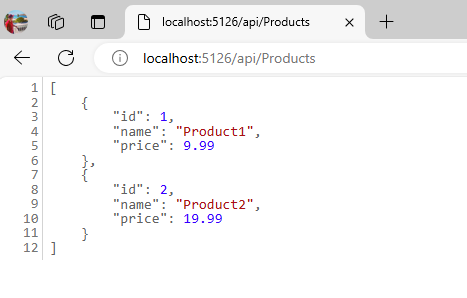 localhost:5126/api/Products
localhost:5126/api/Products
1 [
2     {
3         "id": 1,
4         "name": "Product1",
5         "price": 9.99
6     },
7     {
8         "id": 2,
9         "name": "Product2",
10         "price": 19.99
11     }
12 ]